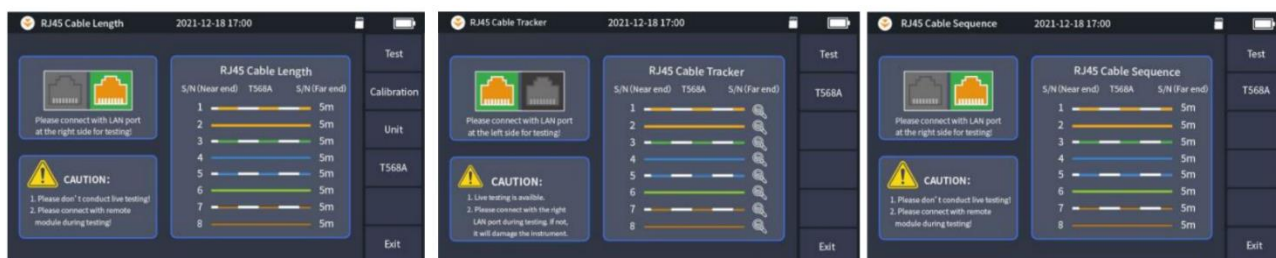 RJ45 Cable Length 2021-12-18 17:00
Please connect with LAN port
at the right side for testing!
CAUTION:
1. Please don't conduct live testing!
2. Please connect with remote
module during testing!
RJ45 Cable Length
S/N(Near end) T568A S/N(Far end)
1 5m
2 5m
3 5m
4 5m
5 5m
6 5m
7 5m
8 5m
Test
Calibration
Unit
T568A
Exit
RJ45 Cable Tracker 2021-12-18 17:00
Please connect with LAN port
at the left side for testing!
CAUTION:
1. Live testing is availble.
2. Please connect with the right
LAN port during testing. If not,
it will damage the instrument.
RJ45 Cable Tracker
S/N(Near end) T568A S/N(Far end)
1
2
3
4
5
6
7
8
Test
T568A
Exit
RJ45 Cable Sequence 2021-12-18 17:00
Please connect with LAN port
at the right side for testing!
CAUTION:
1. Please don't conduct live testing!
2. Please connect with remote
module during testing!
RJ45 Cable Sequence
S/N(Near end) T568A S/N(Far end)
1 5m
2 5m
3 5m
4 5m
5 5m
6 5m
7 5m
8 5m
Test
T568A
Exit